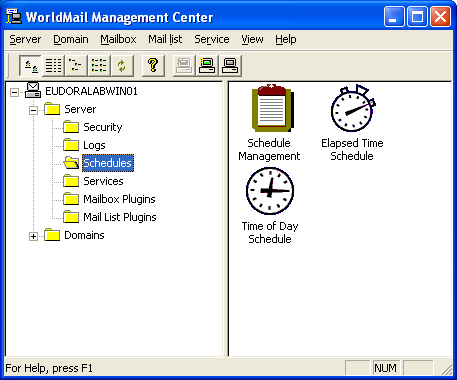 WorldMail Management Center
Server Domain Mailbox Mail list Service View Help
EUDORALABWIN01
Server
Security
Logs
Schedules
Services
Mailbox Plugins
Mail List Plugins
Domains
Schedule
Management
Elapsed Time
Schedule
Time of Day
Schedule
For Help, press F1
NUM